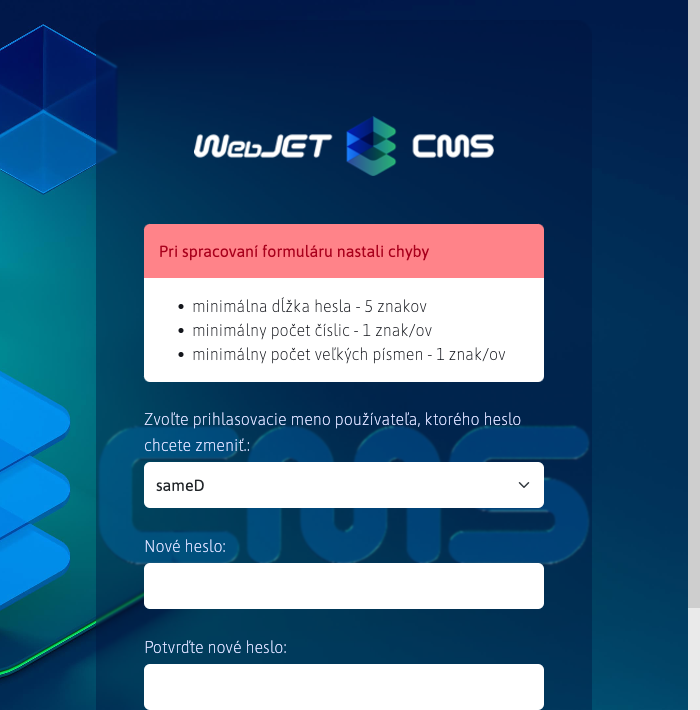 WebJET CMS
Pri spracovaní formuláru nastali chyby
• minimálna dĺžka hesla - 5 znakov
• minimálny počet číslic - 1 znak/ov
• minimálny počet veľkých písmen - 1 znak/ov
Zvoľte prihlasovacie meno používateľa, ktorého heslo
chcete zmeniť.:
CMS
sameD
Nové heslo:
Potvrďte nové heslo: